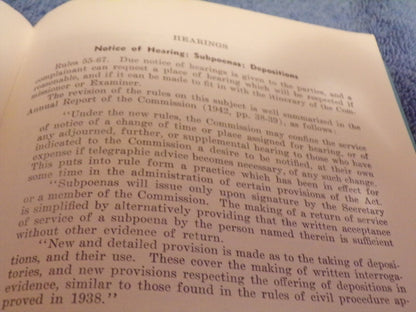 HEARINGS
Notice of Hearing; Subpoenas; Depositions
Rules 55-67. Due notice of hearings is given to the parties, and a
complainant can request a place of hearing which will be respected if
reasonable, and if it can be made to fit in with the itinerary of the Com-
missioner or Examiner.
The revision of the rules on this subject is well summarized in the
Annual Report of the Commission (1942, pp. 38-39), as follows:
"Under the new rules, the Commission may confine the service
of notice of a change of time or place assigned for hearing, or of
any adjourned, further, or supplemental hearing to those who have
indicated to the Commission a desire to be notified, at their own
expense if telegraphic advice becomes necessary, of any such change.
This puts into rule form a practice which has been in effect for
some time in the administration of certain provisions of the Act.
"Subpoenas will issue only upon signature by the Secretary
or a member of the Commission. The making of a return of service
is simplified by alternatively providing that the written acceptance
of service of a subpoena by the person named therein is sufficient
without other evidence of return.
"New and detailed provision is made as to the taking of deposi-
tions, and their use. These cover the making of written interroga-
tories, and new provisions respecting the offering of depositions in
evidence, similar to those found in the rules of civil procedure ap-
proved in 1938."